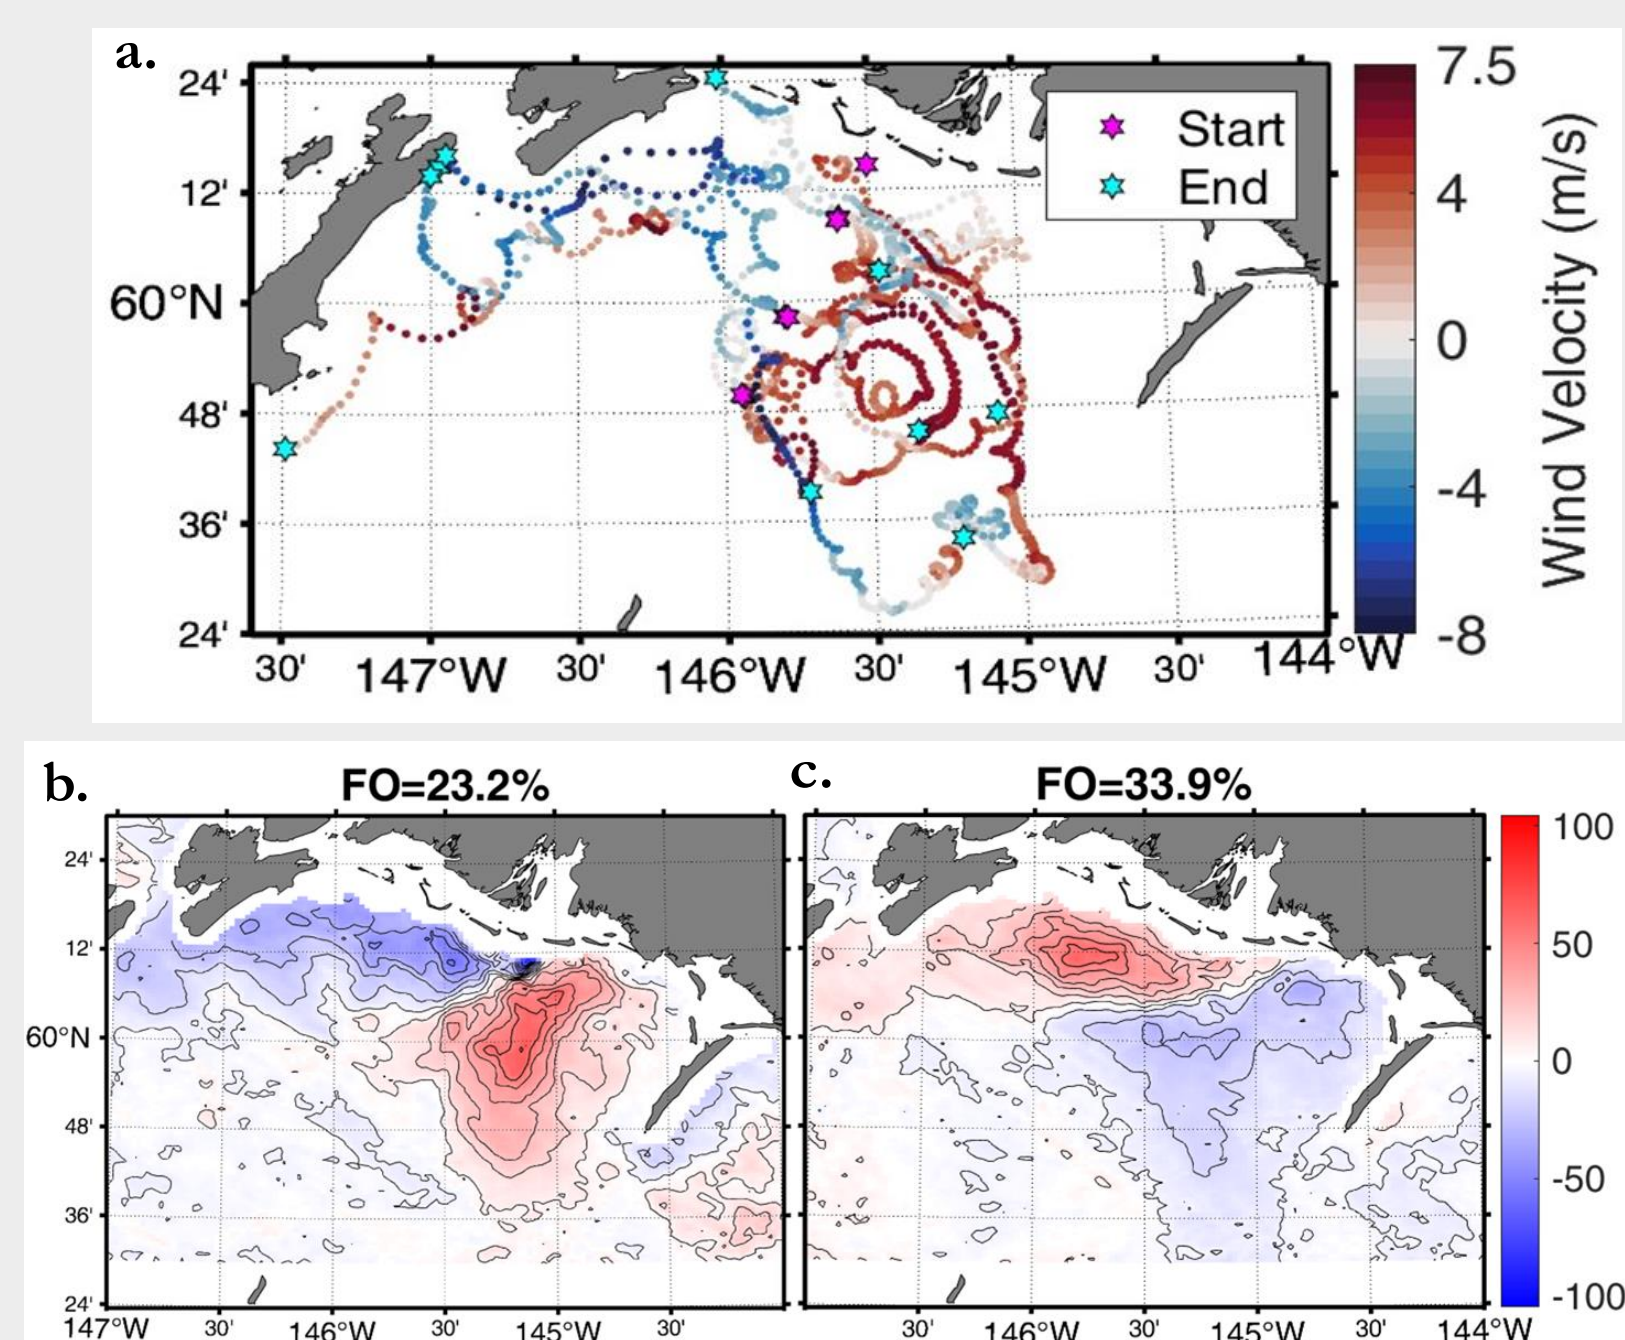 a.
24'
12'
60°N
48'
36'
24'
30' 147°W 30' 146°W 30' 145°W 30' 144°W
Start
End
7.5
4
0
-4
-8
Wind Velocity (m/s)
b.
FO=23.2%
24'
12'
60°N
48'
36'
24'
147°W 30' 146°W 30' 145°W 30'
c.
FO=33.9%
30' 146°W 30' 145°W 30' 144°W
100
50
0
-50
-100